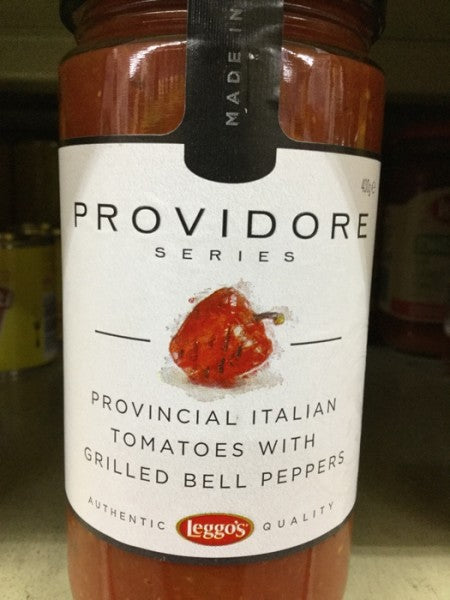 MADE IN
400g e
PROVIDORE
SERIES
PROVINCIAL ITALIAN
TOMATOES WITH
GRILLED BELL PEPPERS
AUTHENTIC Leggo's QUALITY